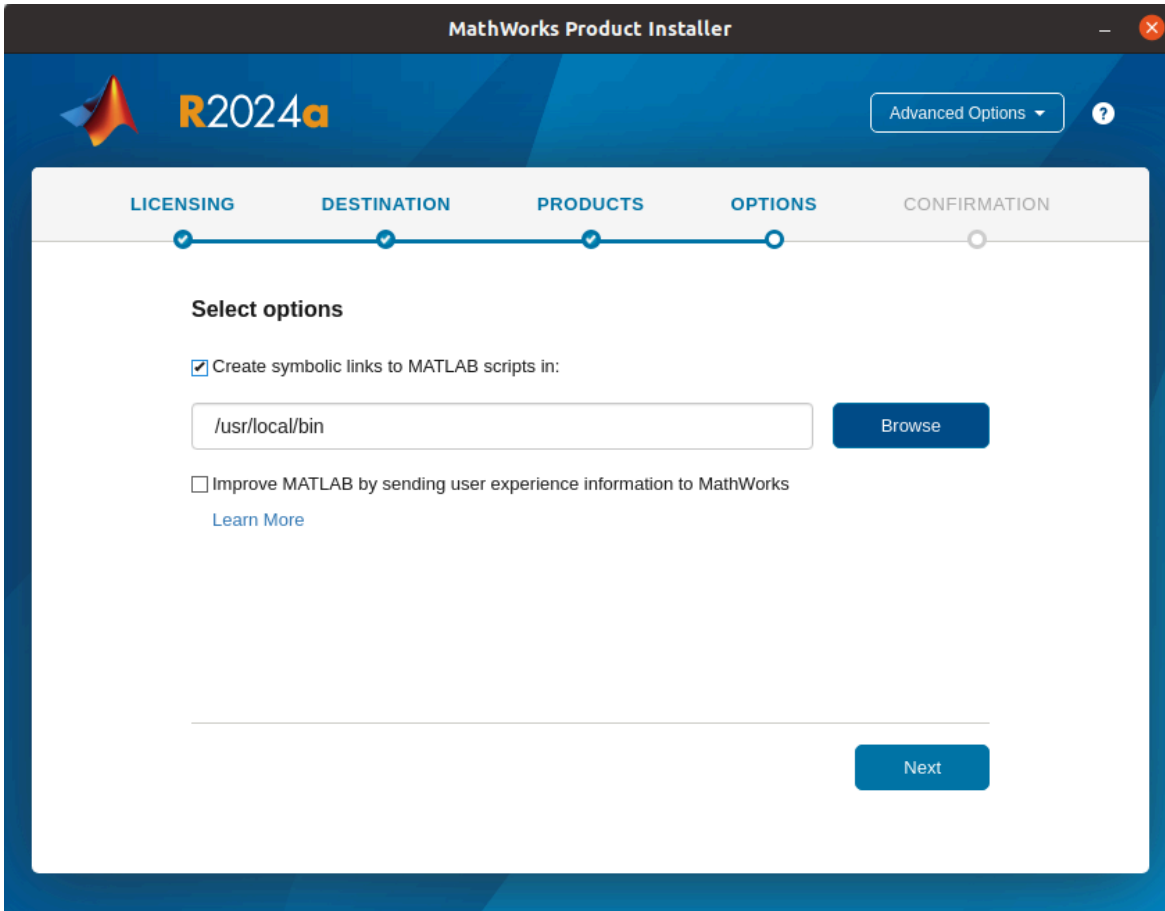 MathWorks Product Installer
R2024a
Advanced Options
?
LICENSING DESTINATION PRODUCTS OPTIONS CONFIRMATION
Select options
Create symbolic links to MATLAB scripts in:
/usr/local/bin
Browse
Improve MATLAB by sending user experience information to MathWorks
Learn More
Next